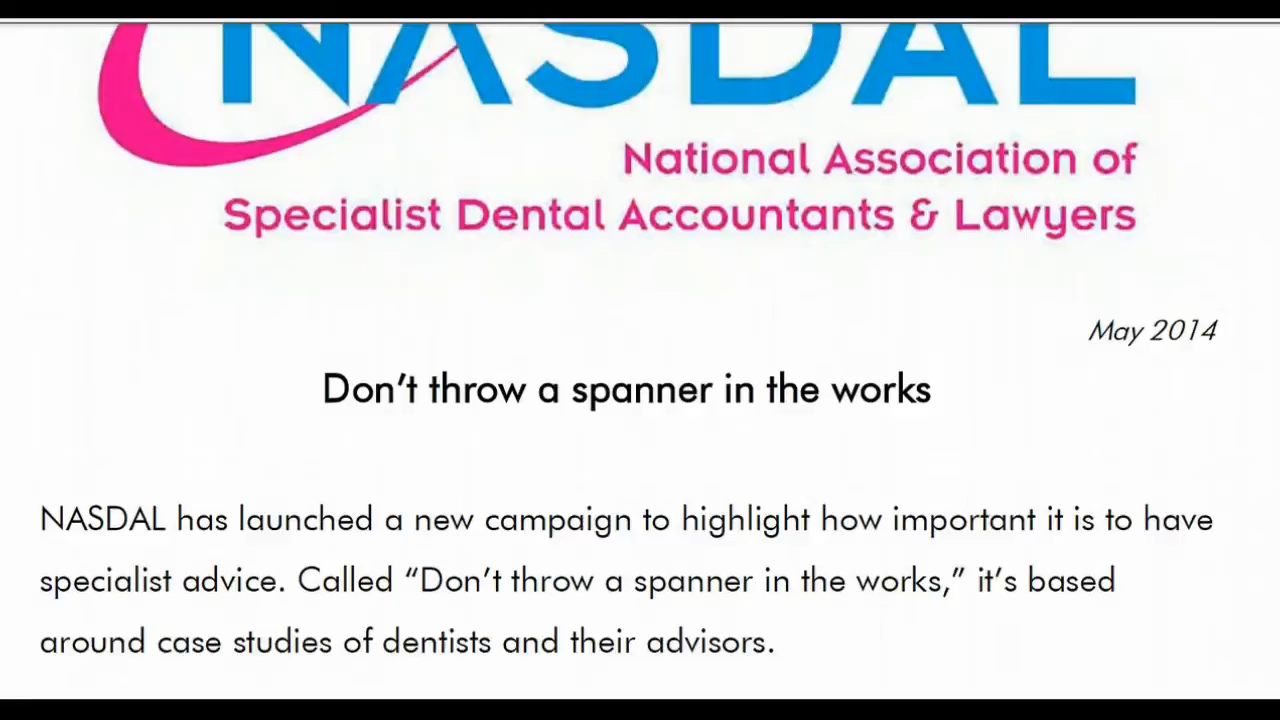 NASDAL
National Association of
Specialist Dental Accountants & Lawyers
May 2014
Don’t throw a spanner in the works
NASDAL has launched a new campaign to highlight how important it is to have
specialist advice. Called “Don’t throw a spanner in the works,” it’s based
around case studies of dentists and their advisors.